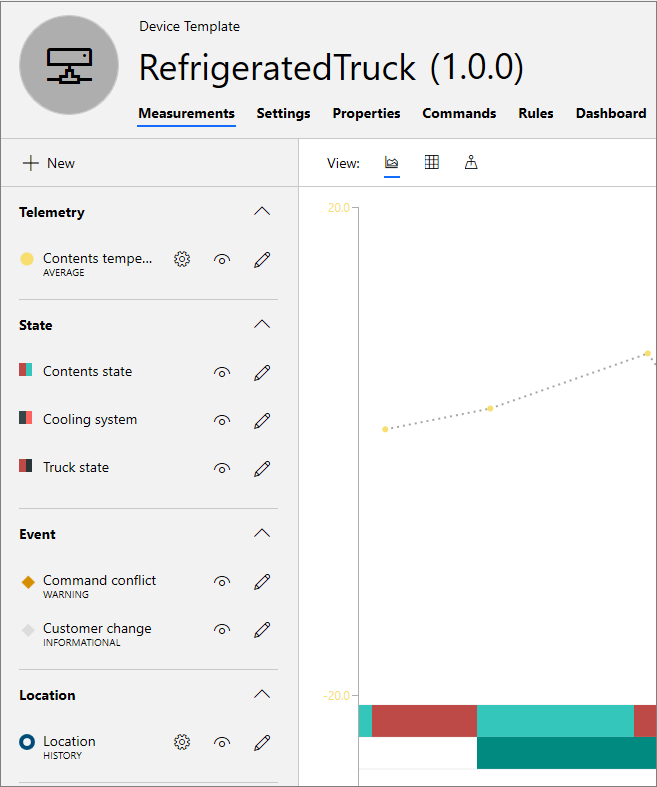 Device Template
RefrigeratedTruck (1.0.0)
Measurements Settings Properties Commands Rules Dashboard
New
View:
Telemetry
Contents tempe...
AVERAGE
State
Contents state
Cooling system
Truck state
Event
Command conflict
WARNING
Customer change
INFORMATIONAL
Location
Location
HISTORY
20.0
-20.0